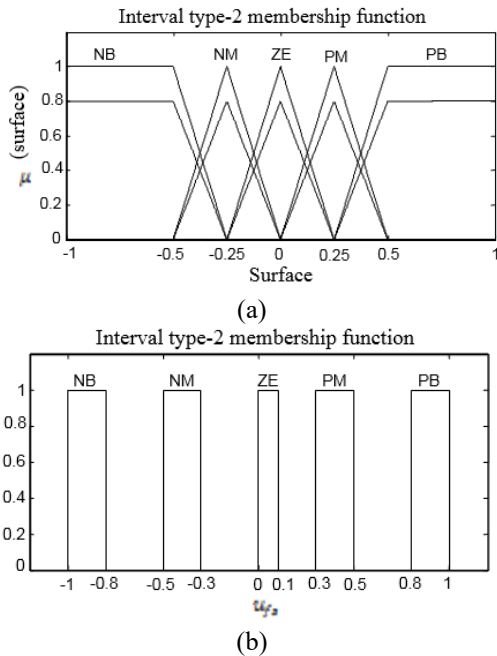 Interval type-2 membership function
NB NM ZE PM PB
1
0.8
0.6
0.4
0.2
0
μ (surface)
-1 -0.5 -0.25 0 0.25 0.5 1
Surface
(a)
Interval type-2 membership function
NB NM ZE PM PB
1
0.8
0.6
0.4
0.2
0
-1 -0.8 -0.5 -0.3 0 0.1 0.3 0.5 0.8 1
u_fs
(b)